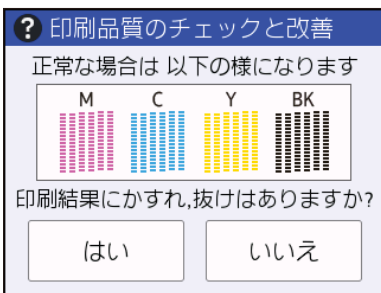 ? 印刷品質のチェックと改善
正常な場合は 以下の様になります
M C Y BK
印刷結果にかすれ,抜けはありますか?
はい いいえ